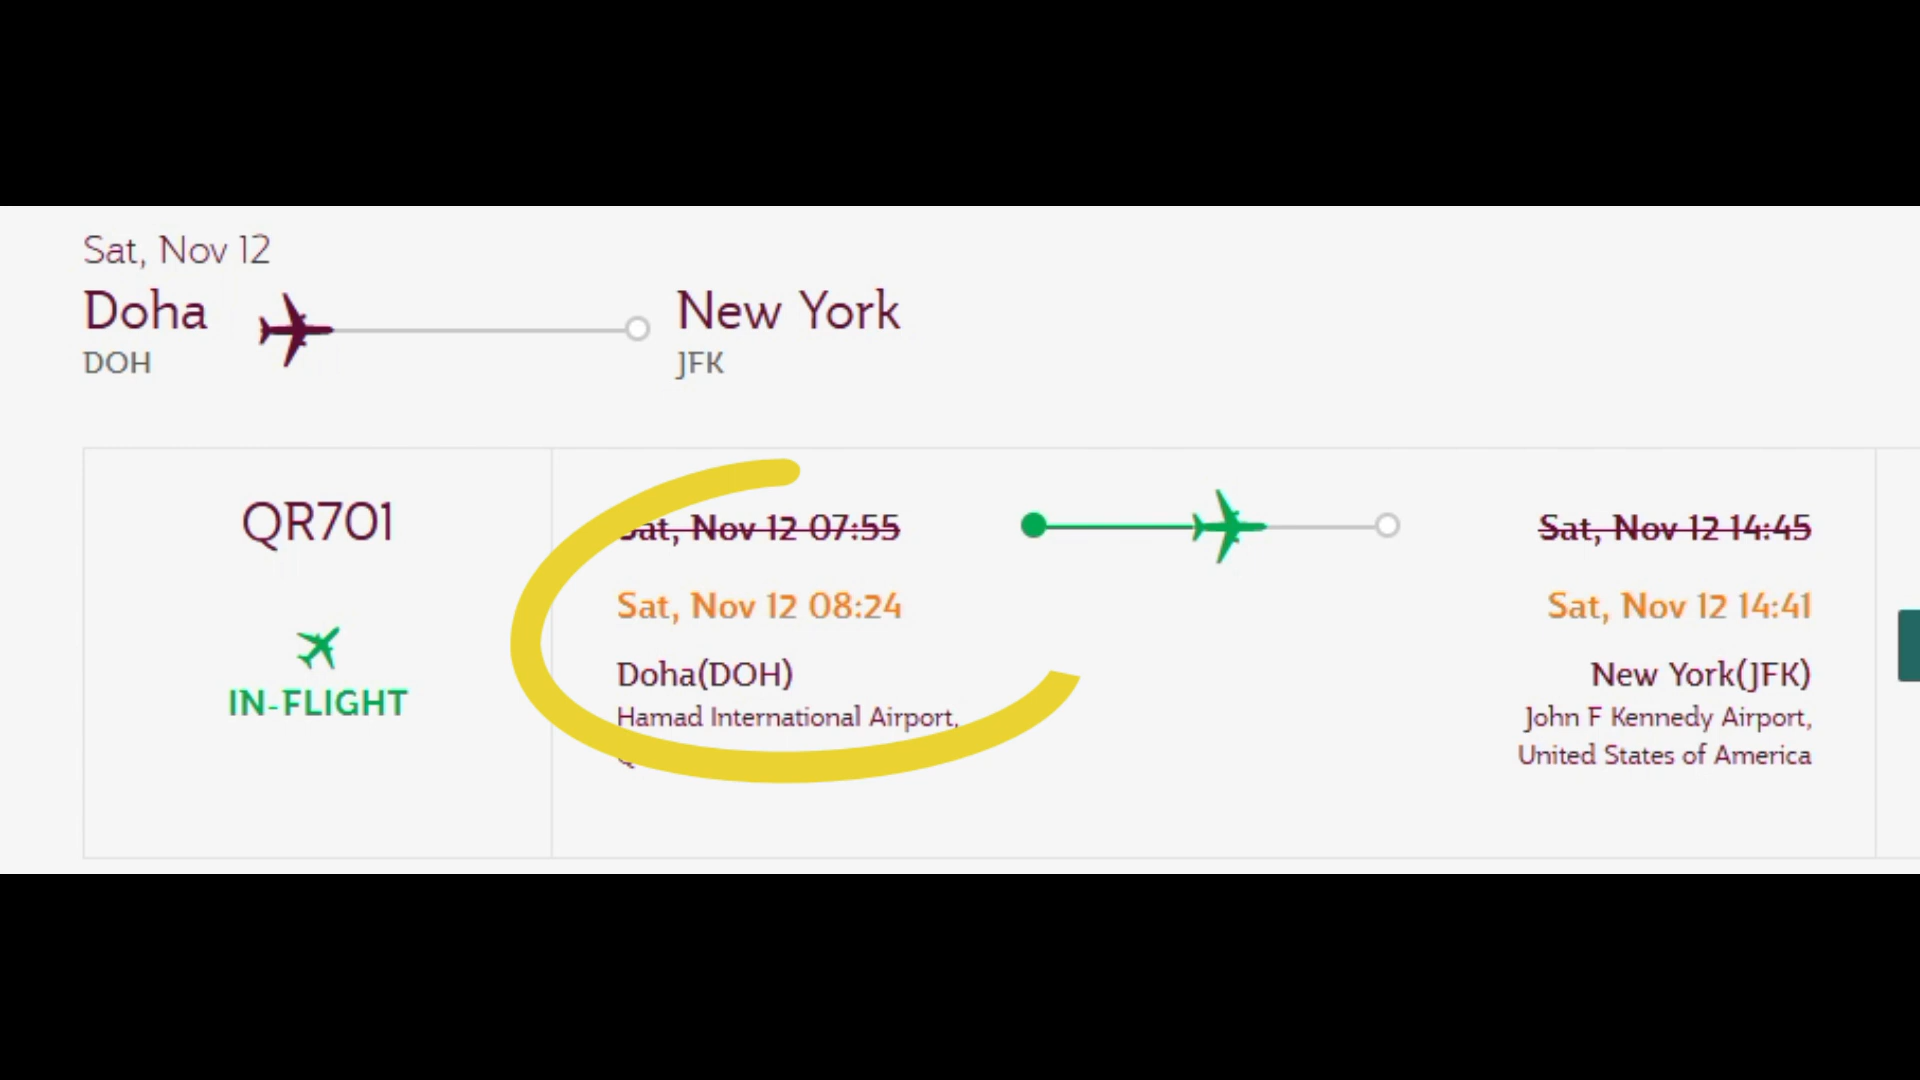 Sat, Nov 12
Doha
New York
DOH
JFK
QR701
IN-FLIGHT
Sat, Nov 12 07:55
Sat, Nov 12 08:24
Doha(DOH)
Hamad International Airport,
Sat, Nov 12 14:45
Sat, Nov 12 14:41
New York(JFK)
John F Kennedy Airport,
United States of America